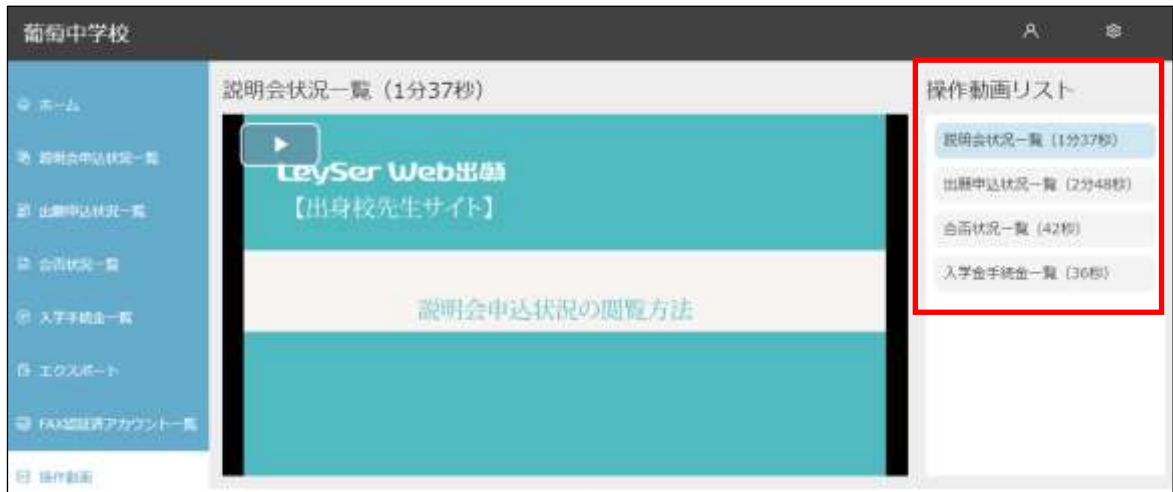 葡萄中学校
ホーム
説明会申込状況一覧
出願申込状況一覧
合否状況一覧
入学手続金一覧
エクスポート
FAX認証済アカウント一覧
操作動画
説明会状況一覧（1分37秒）
LeySer Web出願
【出身校先生サイト】
説明会申込状況の閲覧方法
操作動画リスト
説明会状況一覧（1分37秒）
出願申込状況一覧（2分48秒）
合否状況一覧（42秒）
入学金手続金一覧（36秒）